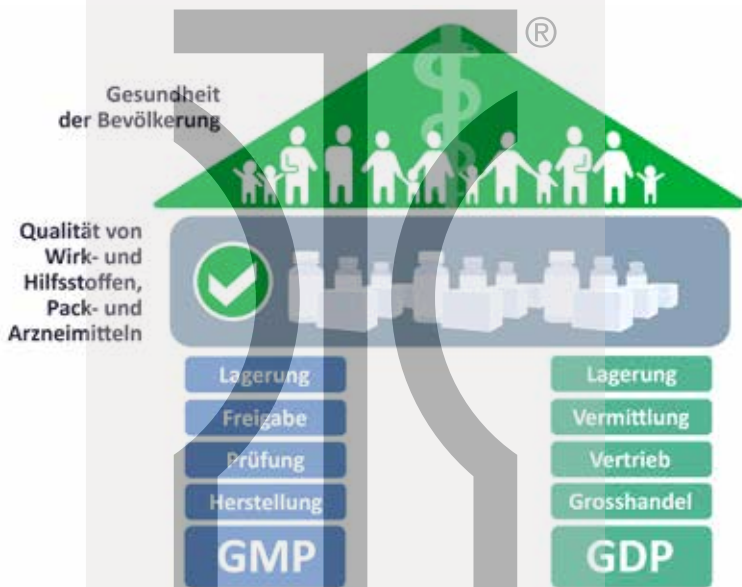 ®
Gesundheit
der Bevölkerung
Qualität von
Wirk- und
Hilfsstoffen,
Pack- und
Arzneimitteln
Lagerung
Freigabe
Prüfung
Herstellung
GMP
Lagerung
Vermittlung
Vertrieb
Grosshandel
GDP